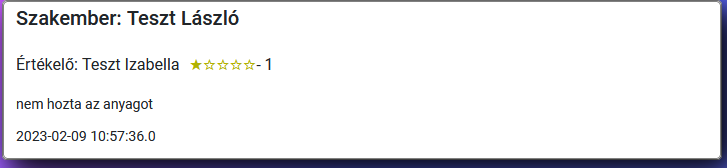 Szakember: Teszt László
Értékelő: Teszt Izabella ★☆☆☆☆- 1
nem hozta az anyagot
2023-02-09 10:57:36.0